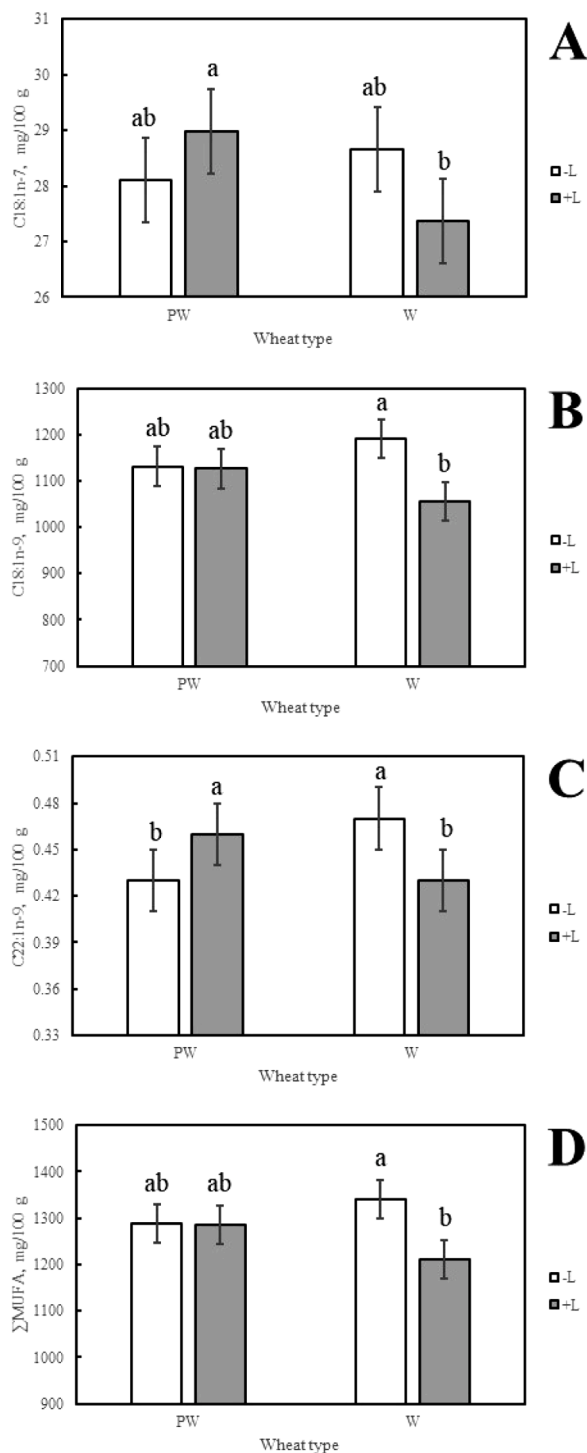 A
31
30
29
28
27
26
C18:1n-7, mg/100 g
ab
a
ab
b
PW
W
Wheat type
-L
+L
B
1300
1200
1100
1000
900
800
700
C18:1n-9, mg/100 g
ab
ab
a
b
PW
W
Wheat type
-L
+L
C
0.51
0.48
0.45
0.42
0.39
0.36
0.33
C22:1n-9, mg/100 g
b
a
a
b
PW
W
Wheat type
-L
+L
D
1500
1400
1300
1200
1100
1000
900
∑MUFA, mg/100 g
ab
ab
a
b
PW
W
Wheat type
-L
+L